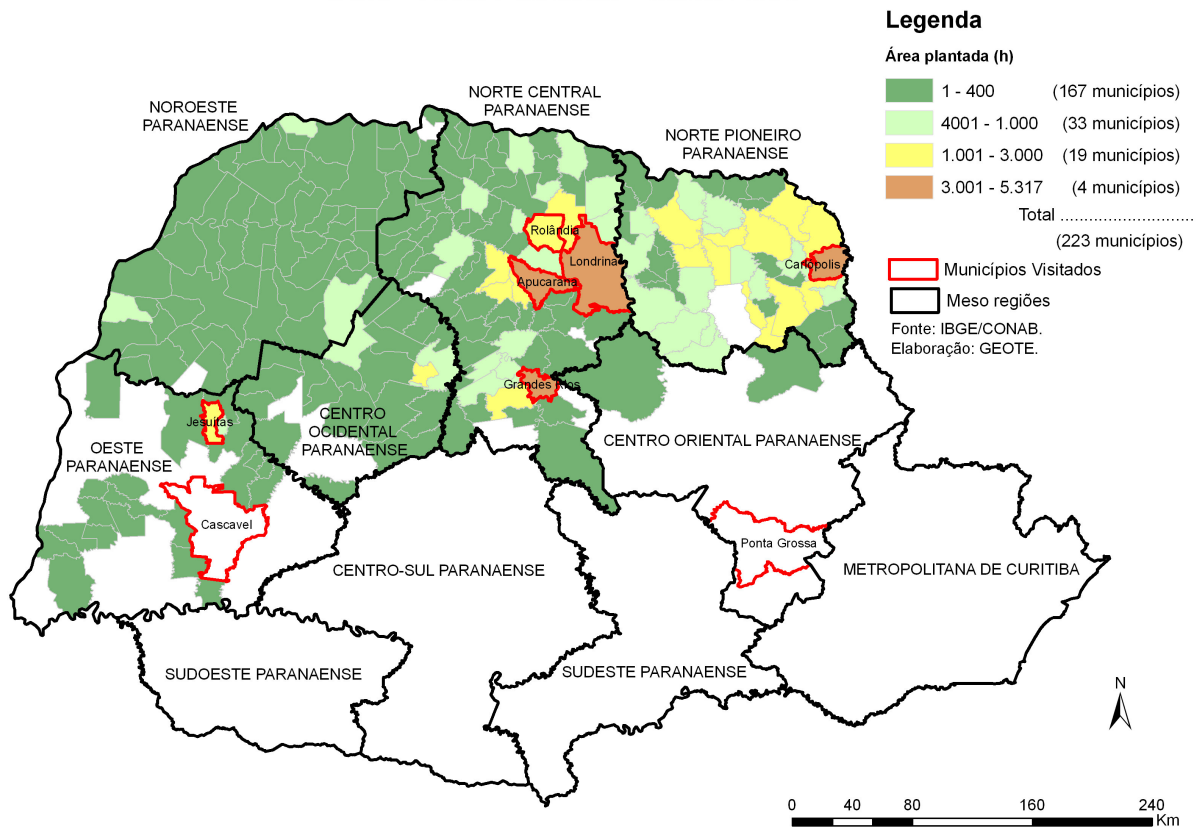 Legenda
Área plantada (h)
1 - 400 (167 municípios)
4001 - 1.000 (33 municípios)
1.001 - 3.000 (19 municípios)
3.001 - 5.317 (4 municípios)
Total ............................
(223 municípios)
Municípios Visitados
Meso regiões
Fonte: IBGE/CONAB.
Elaboração: GEOTE.
NOROESTE
PARANAENSE
NORTE CENTRAL
PARANAENSE
NORTE PIONEIRO
PARANAENSE
Rolândia
Londrina
Apucarana
Carlópolis
Grandes Rios
Jesuítas
CENTRO
OCIDENTAL
PARANAENSE
OESTE
PARANAENSE
CENTRO ORIENTAL PARANAENSE
Cascavel
Ponta Grossa
CENTRO-SUL PARANAENSE
METROPOLITANA DE CURITIBA
SUDOESTE PARANAENSE
SUDESTE PARANAENSE
N
0 40 80 160 240
Km